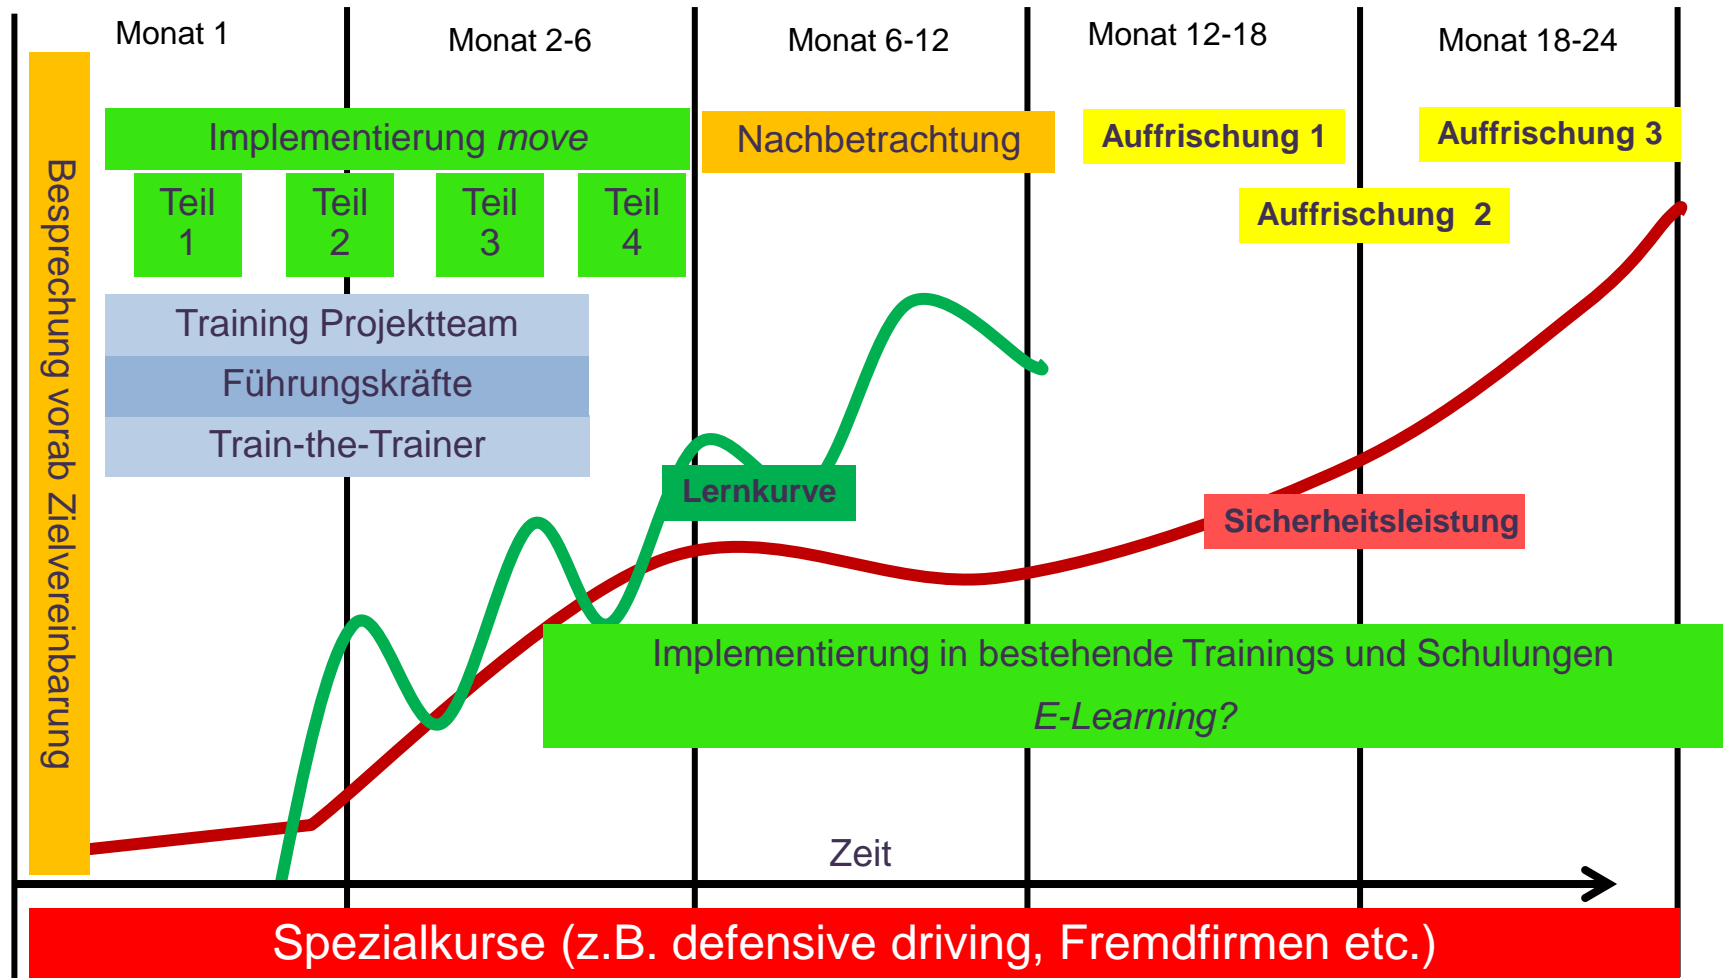 Monat 1
Monat 2-6
Monat 6-12
Monat 12-18
Monat 18-24
Besprechung vorab Zielvereinbarung
Implementierung move
Nachbetrachtung
Auffrischung 1
Auffrischung 3
Teil
1
Teil
2
Teil
3
Teil
4
Auffrischung 2
Training Projektteam
Führungskräfte
Train-the-Trainer
Lernkurve
Sicherheitsleistung
Implementierung in bestehende Trainings und Schulungen
E-Learning?
Zeit
Spezialkurse (z.B. defensive driving, Fremdfirmen etc.)